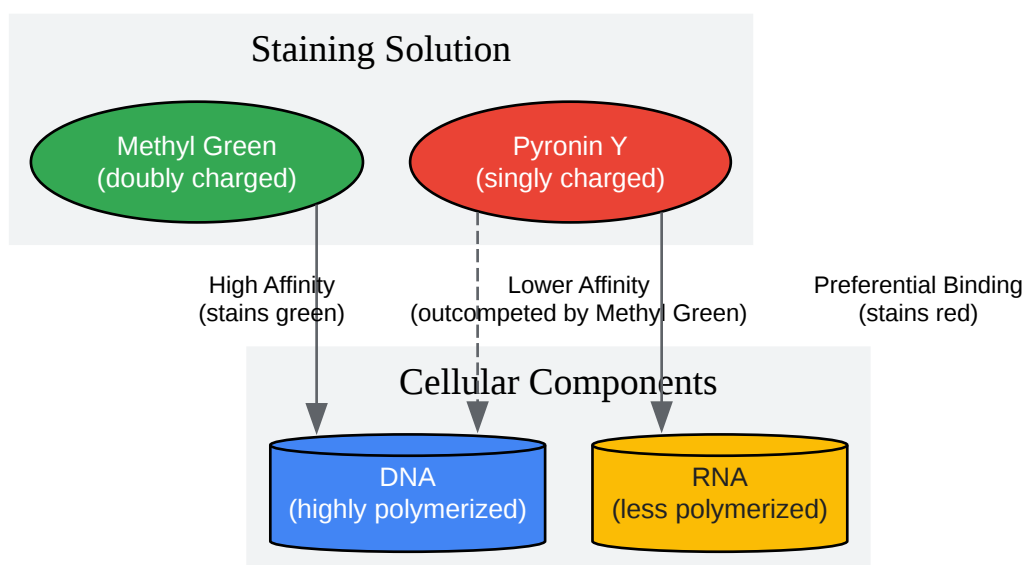 Staining Solution
Methyl Green
(doubly charged)
Pyronin Y
(singly charged)
High Affinity
(stains green)
Lower Affinity
(outcompeted by Methyl Green)
Preferential Binding
(stains red)
Cellular Components
DNA
(highly polymerized)
RNA
(less polymerized)